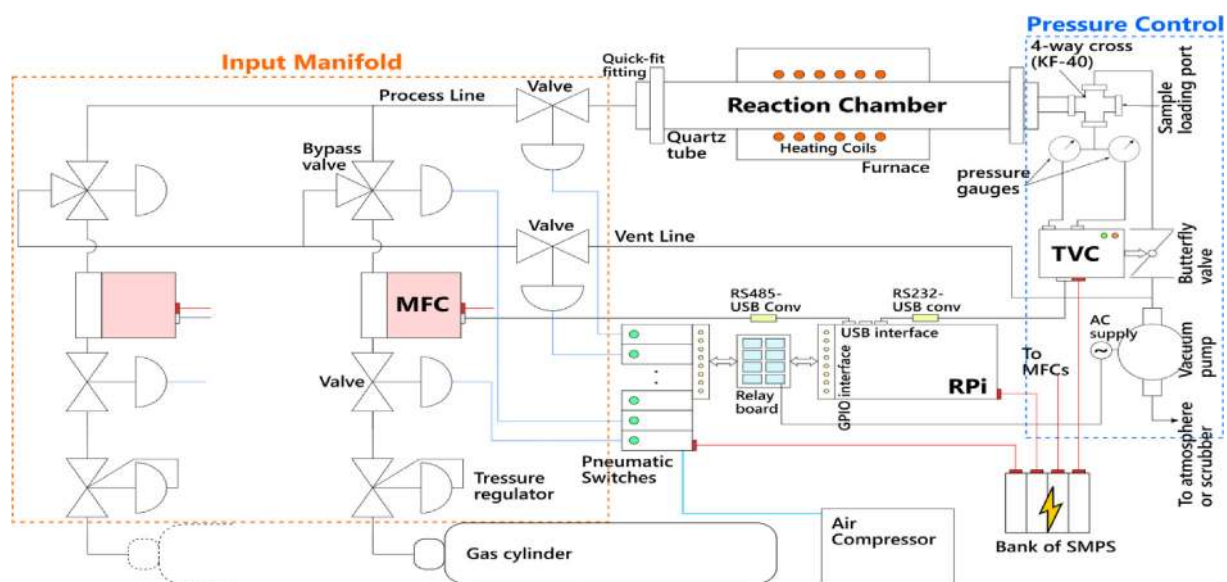 Pressure Control
Input Manifold
4-way cross
(KF-40)
Quick-fit
fitting
Valve
Process Line
Reaction Chamber
Sample
loading port
Quartz
tube
Heating Coils
Furnace
Bypass
valve
pressure
gauges
Valve
Vent Line
TVC
Butterfly
valve
MFC
RS485-
USB Conv
RS232-
USB conv
AC
supply
USB interface
Vacuum
pump
To
MFCs
Valve
GPIO interface
RPi
Relay
board
Pneumatic
Switches
Tressure
regulator
To atmosphere
or scrubber
Gas cylinder
Air
Compressor
Bank of SMPS